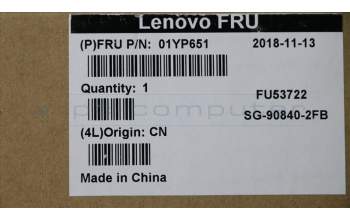 Lenovo FRU
(P)FRU P/N: 01YP651 2018-11-13
Quantity: 1
FU53722
SG-90840-2FB
(4L)Origin: CN
Made in China